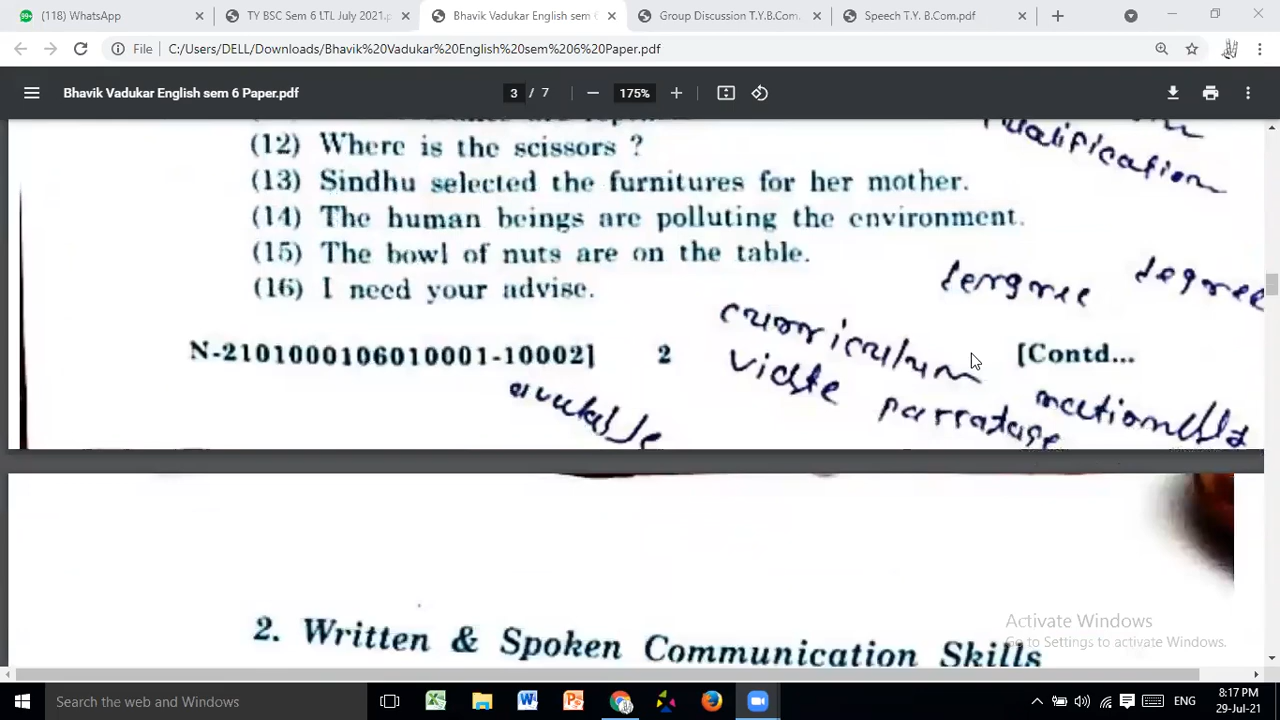 (118) WhatsApp
TY BSC Sem 6 LTL July 2021.p
Bhavik Vadukar English sem 6
Group Discussion T.Y.B.Com.
Speech T.Y. B.Com.pdf
File C:/Users/DELL/Downloads/Bhavik%20Vadukar%20English%20sem%206%20Paper.pdf
Bhavik Vadukar English sem 6 Paper.pdf
3 / 7
175%
(12) Where is the scissors ?
qualification
(13) Sindhu selected the furnitures for her mother.
(14) The human beings are polluting the environment.
(15) The bowl of nuts are on the table.
degree
(16) I need your advise.
N-2101000106010001-10002] 2 [Contd...
2. Written & Spoken Communication Skills
Activate Windows
Go to Settings to activate Windows.
Search the web and Windows
ENG
8:17 PM
29-Jul-21